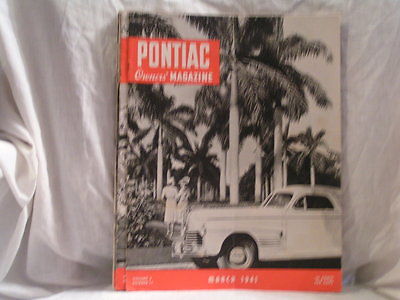 PONTIAC
Owners' MAGAZINE
MARCH 1941